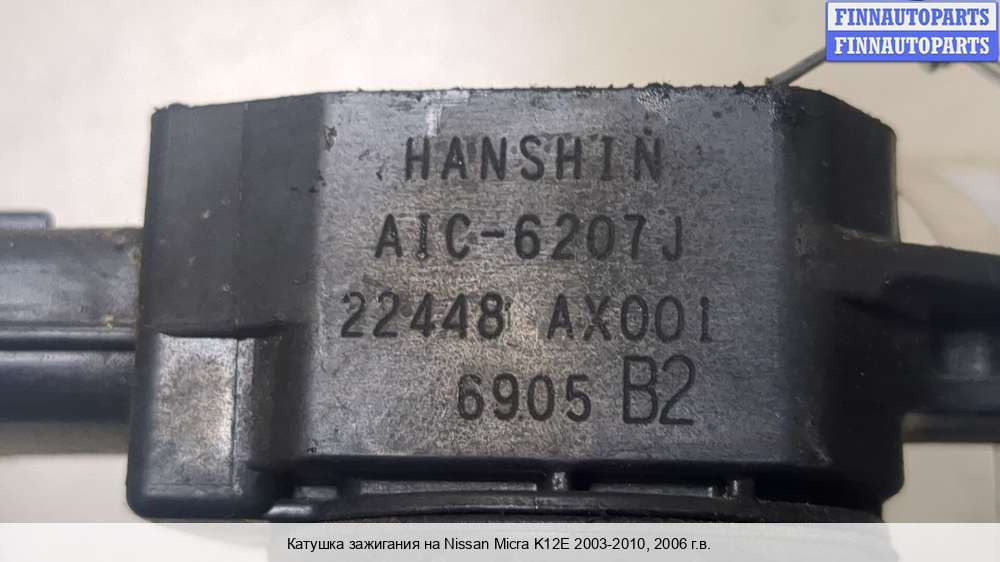 FINNAUTOPARTS
FINNAUTOPARTS
HANSHIN
AIC-6207J
22448 AX001
6905 B2
Катушка зажигания на Nissan Micra K12E 2003-2010, 2006 г.в.